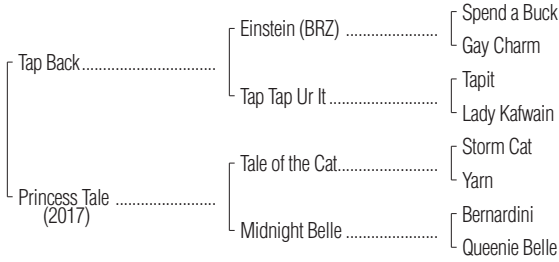 Spend a Buck
Einstein (BRZ)
Gay Charm
Tap Back
Tapit
Tap Tap Ur It
Lady Kafwain
Storm Cat
Tale of the Cat
Yarn
Princess Tale
(2017)
Bernardini
Midnight Belle
Queenie Belle